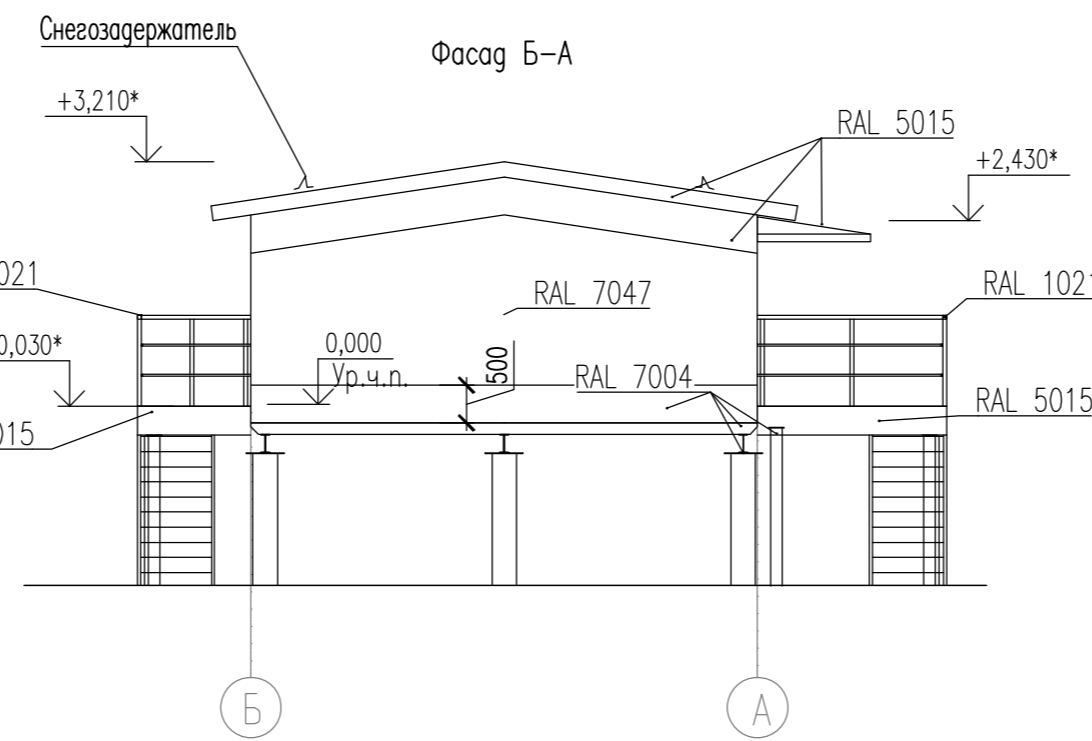 Снегозадержатель
Фасад Б-А
+3,210*
RAL 5015
+2,430*
021
RAL 7047
RAL 1021
0,030*
0,000
Ур.ч.п.
500
RAL 7004
RAL 5015
015
Б
А